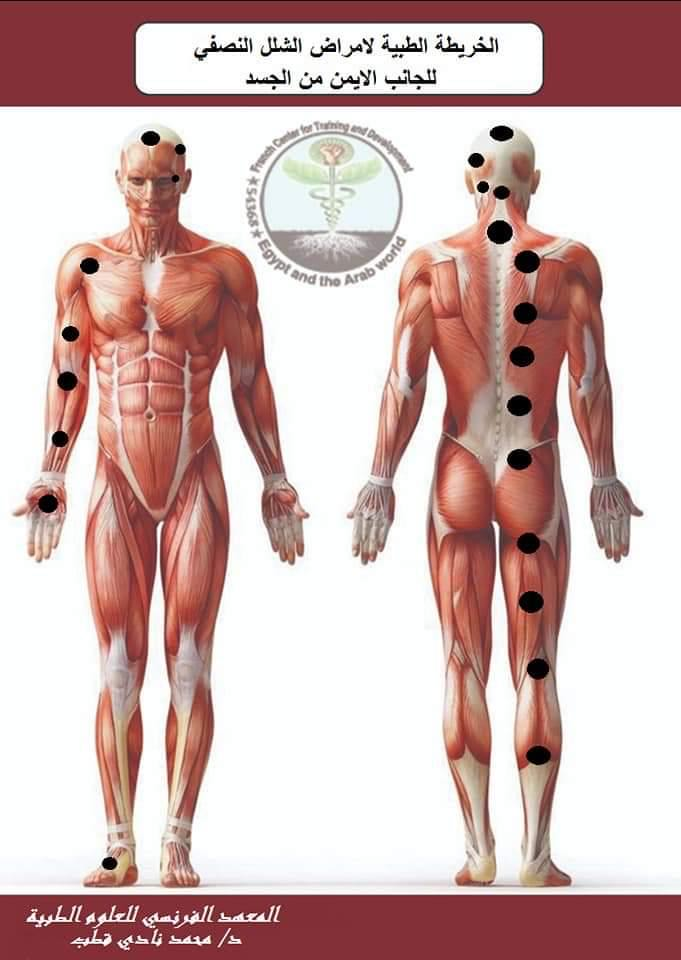 الخريطة الطبية لامراض الشلل النصفي
للجانب الايمن من الجسد
French Center for Training and Development
★ 54368 ★ Egypt and the Arab world
المعهد الفرنسي للعلوم الطبية
د/ محمد نادي قطب